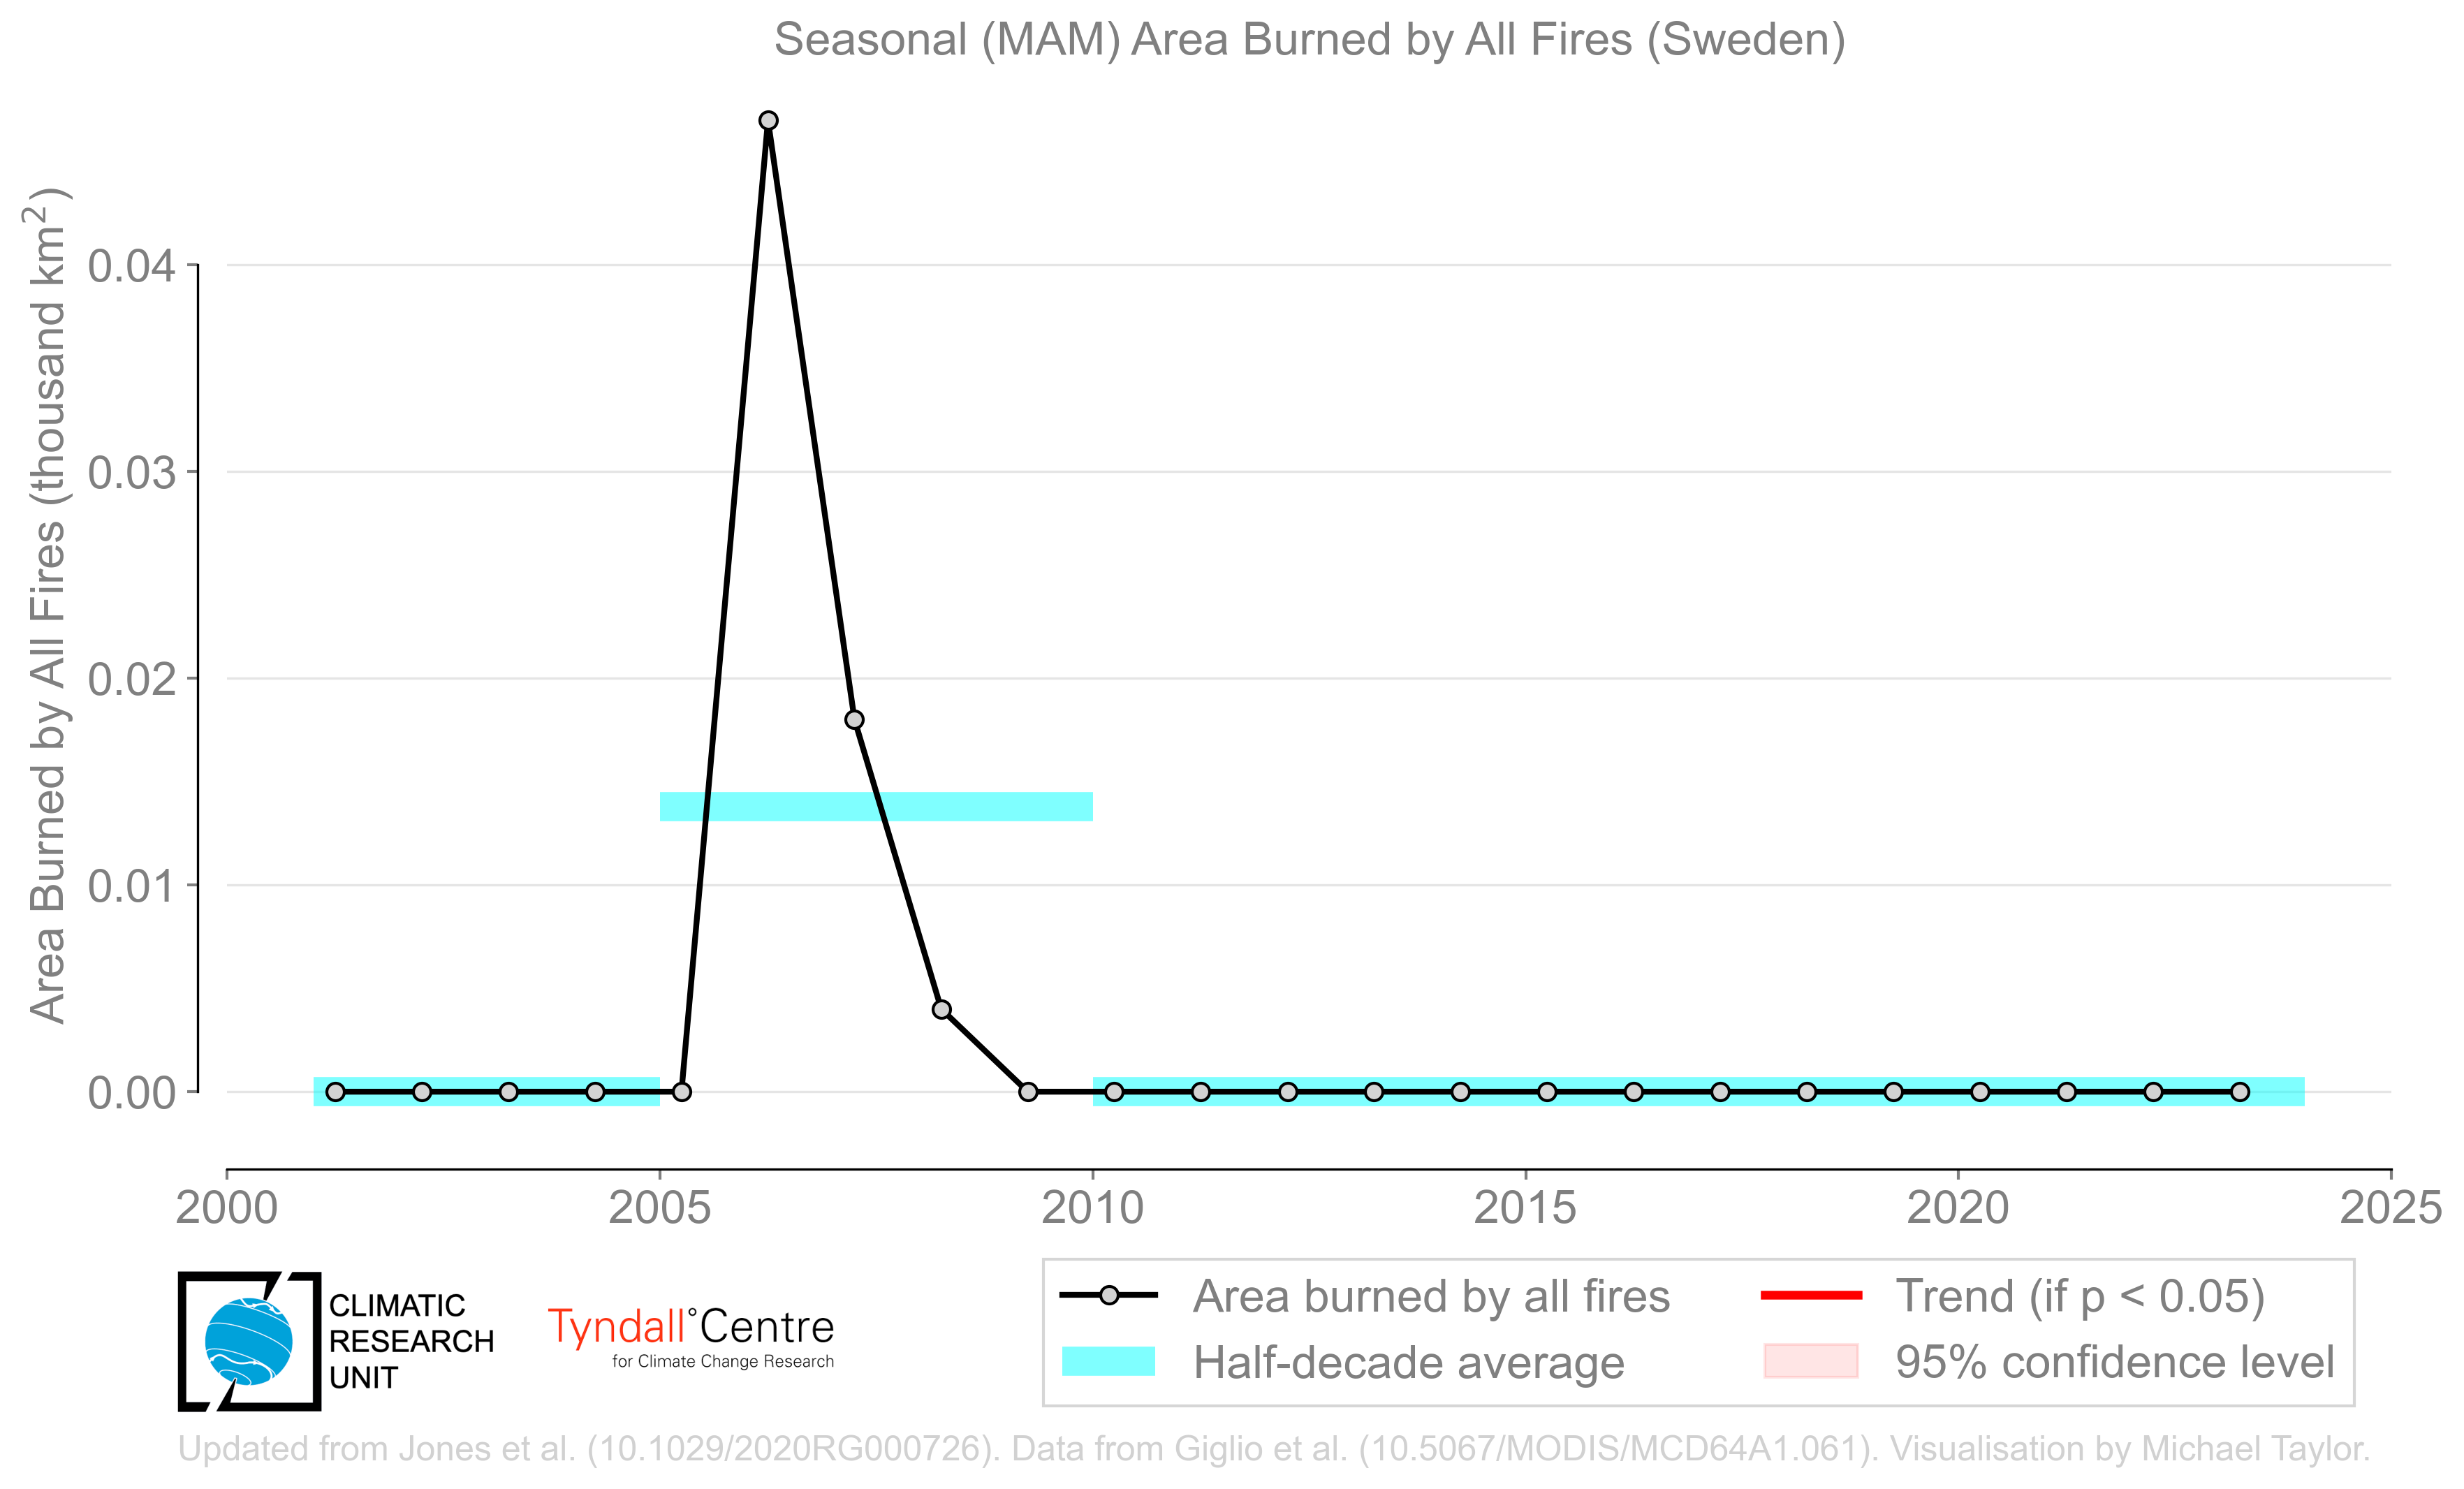 Seasonal (MAM) Area Burned by All Fires (Sweden)
Area Burned by All Fires (thousand km²)
0.04
0.03
0.02
0.01
0.00
2000 2005 2010 2015 2020 2025
CLIMATIC
RESEARCH
UNIT
Tyndall°Centre
for Climate Change Research
Area burned by all fires
Half-decade average
Trend (if p < 0.05)
95% confidence level
Updated from Jones et al. (10.1029/2020RG000726). Data from Giglio et al. (10.5067/MODIS/MCD64A1.061). Visualisation by Michael Taylor.